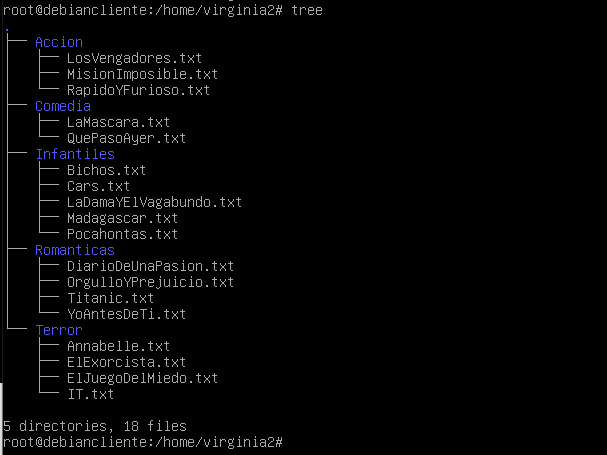 root@debiancliente:/home/virginia2# tree
.
├── Accion
│   ├── LosVengadores.txt
│   ├── MisionImposible.txt
│   └── RapidoYFurioso.txt
├── Comedia
│   ├── LaMascara.txt
│   └── QuePasoAyer.txt
├── Infantiles
│   ├── Bichos.txt
│   ├── Cars.txt
│   ├── LaDamaYElVagabundo.txt
│   ├── Madagascar.txt
│   └── Pocahontas.txt
├── Romanticas
│   ├── DiarioDeUnaPasion.txt
│   ├── OrgulloYPrejuicio.txt
│   ├── Titanic.txt
│   └── YoAntesDeTi.txt
└── Terror
    ├── Annabelle.txt
    ├── ElExorcista.txt
    ├── ElJuegoDelMiedo.txt
    └── IT.txt

5 directories, 18 files
root@debiancliente:/home/virginia2#